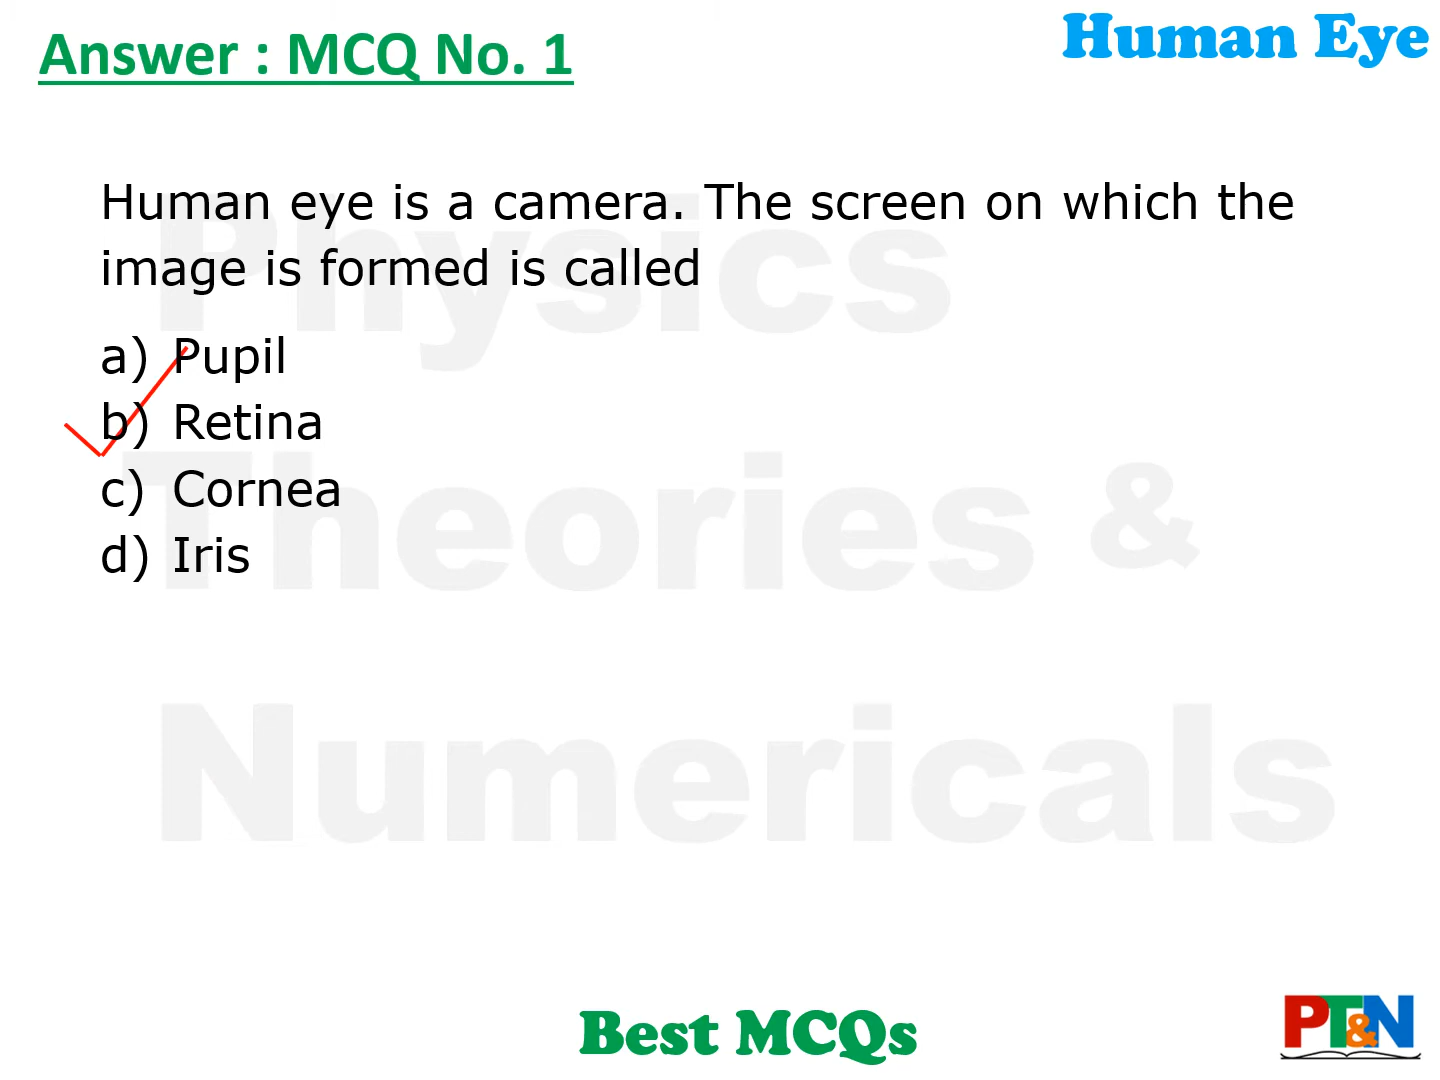 Answer : MCQ No. 1
Human Eye
Human eye is a camera. The screen on which the
image is formed is called
a) Pupil
b) Retina
c) Cornea
d) Iris
Physics
Theories &
Numericals
Best MCQs
PT&N